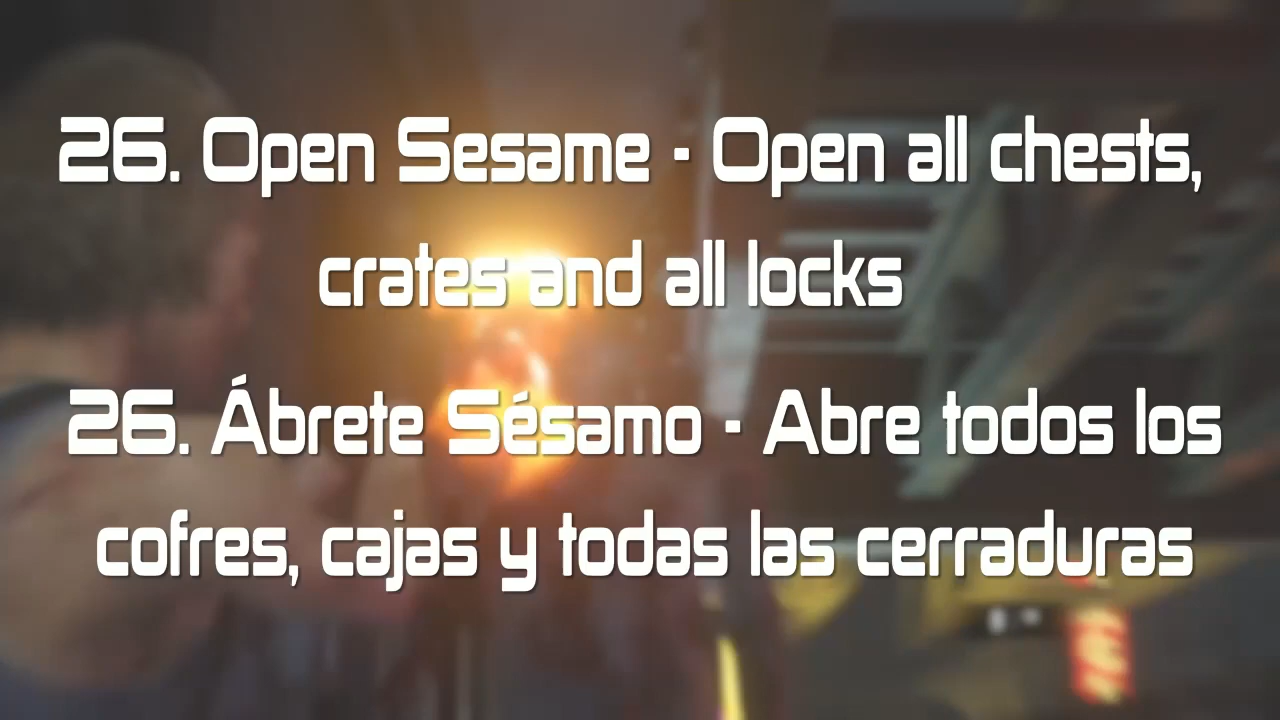 26. Open Sesame - Open all chests,
crates and all locks
26. Ábrete Sésamo - Abre todos los
cofres, cajas y todas las cerraduras